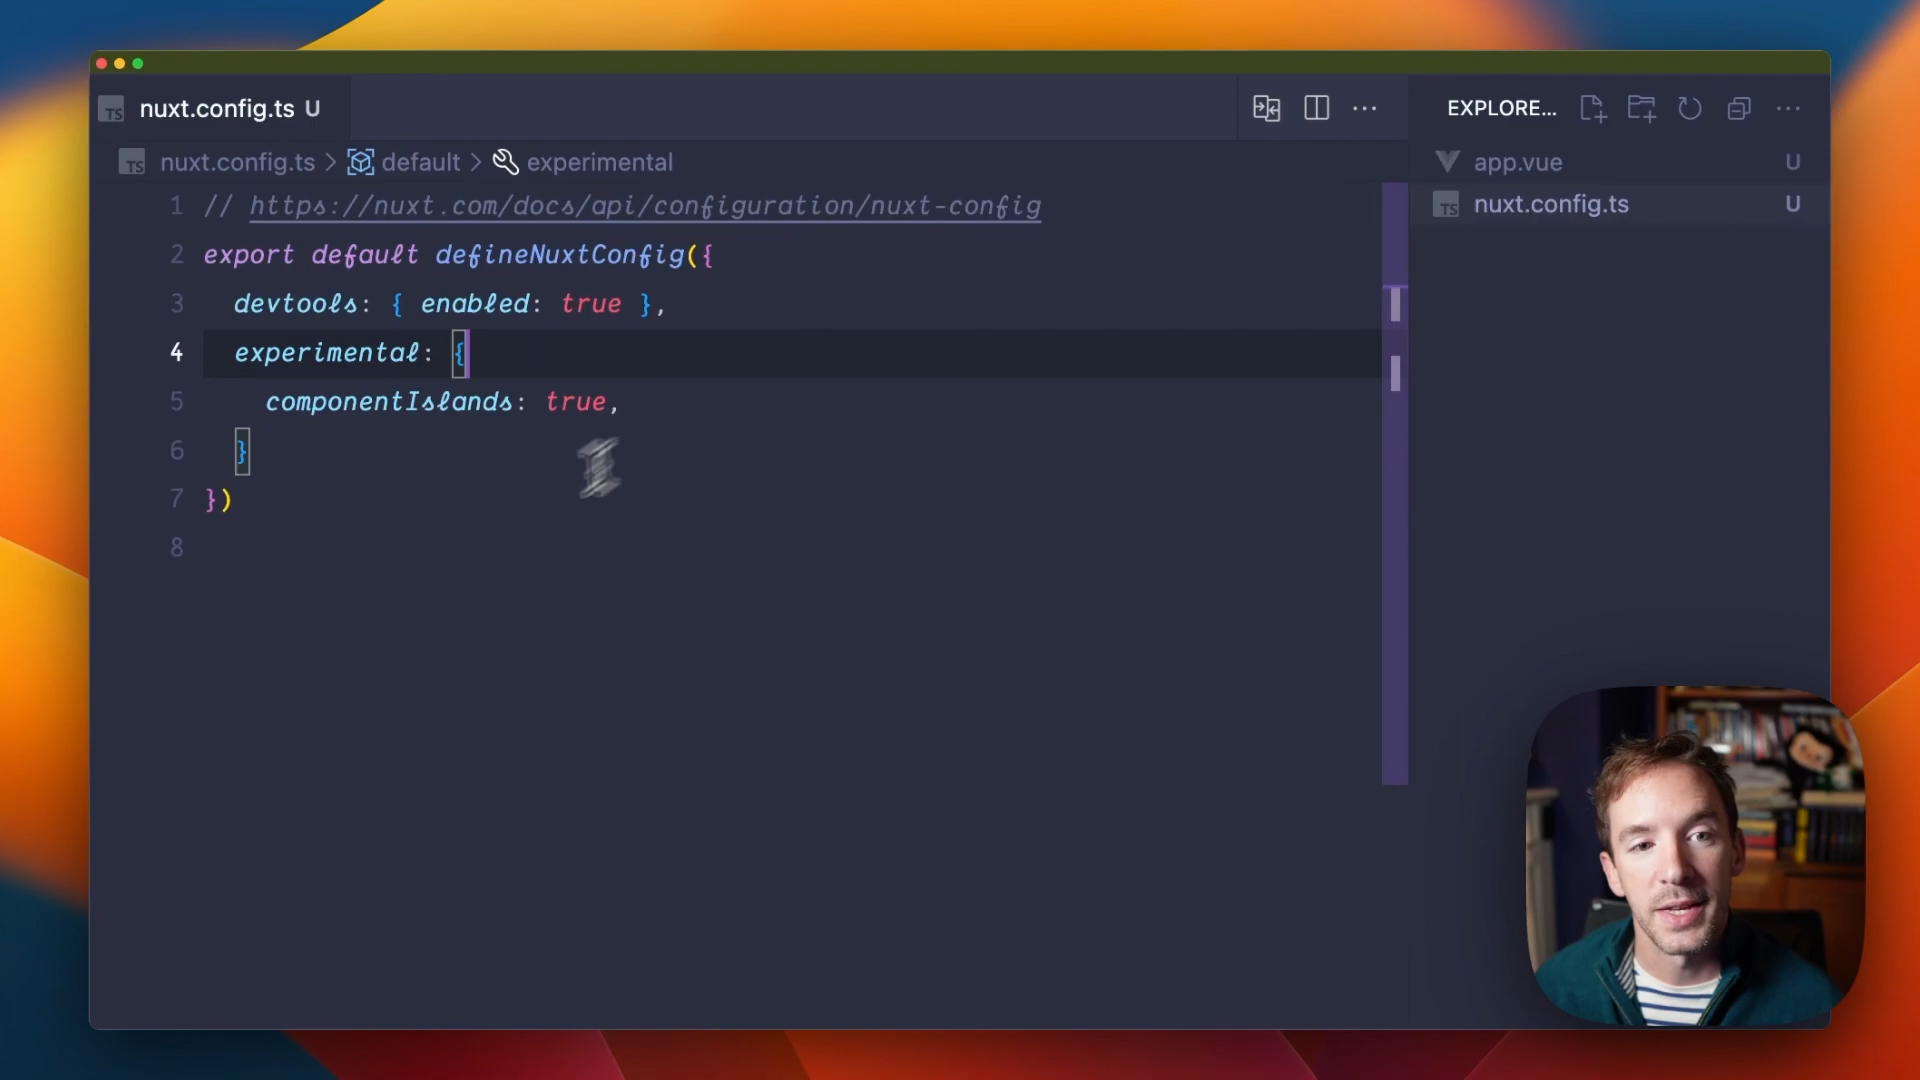 nuxt.config.ts U
EXPLORE...
nuxt.config.ts > default > experimental
app.vue U
nuxt.config.ts U
1 // https://nuxt.com/docs/api/configuration/nuxt-config
2 export default defineNuxtConfig({
3 devtools: { enabled: true },
4 experimental: {
5 componentIslands: true,
6 }
7 })
8